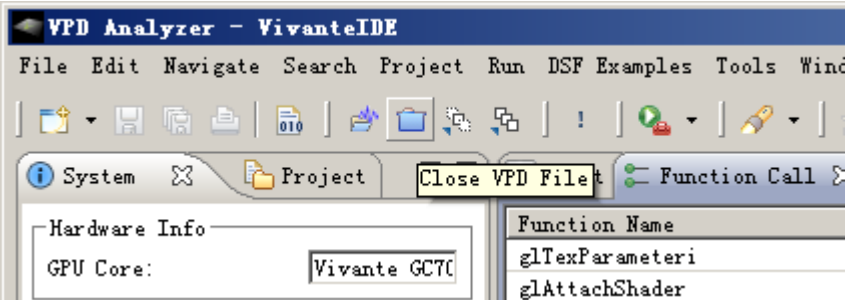 VPD Analyzer - VivanteIDE
File Edit Navigate Search Project Run DSF Examples Tools
010 !
System Project Close VPD File Function Call
Hardware Info
GPU Core: Vivante
Function Name
glTexParameteri
glAttachShader